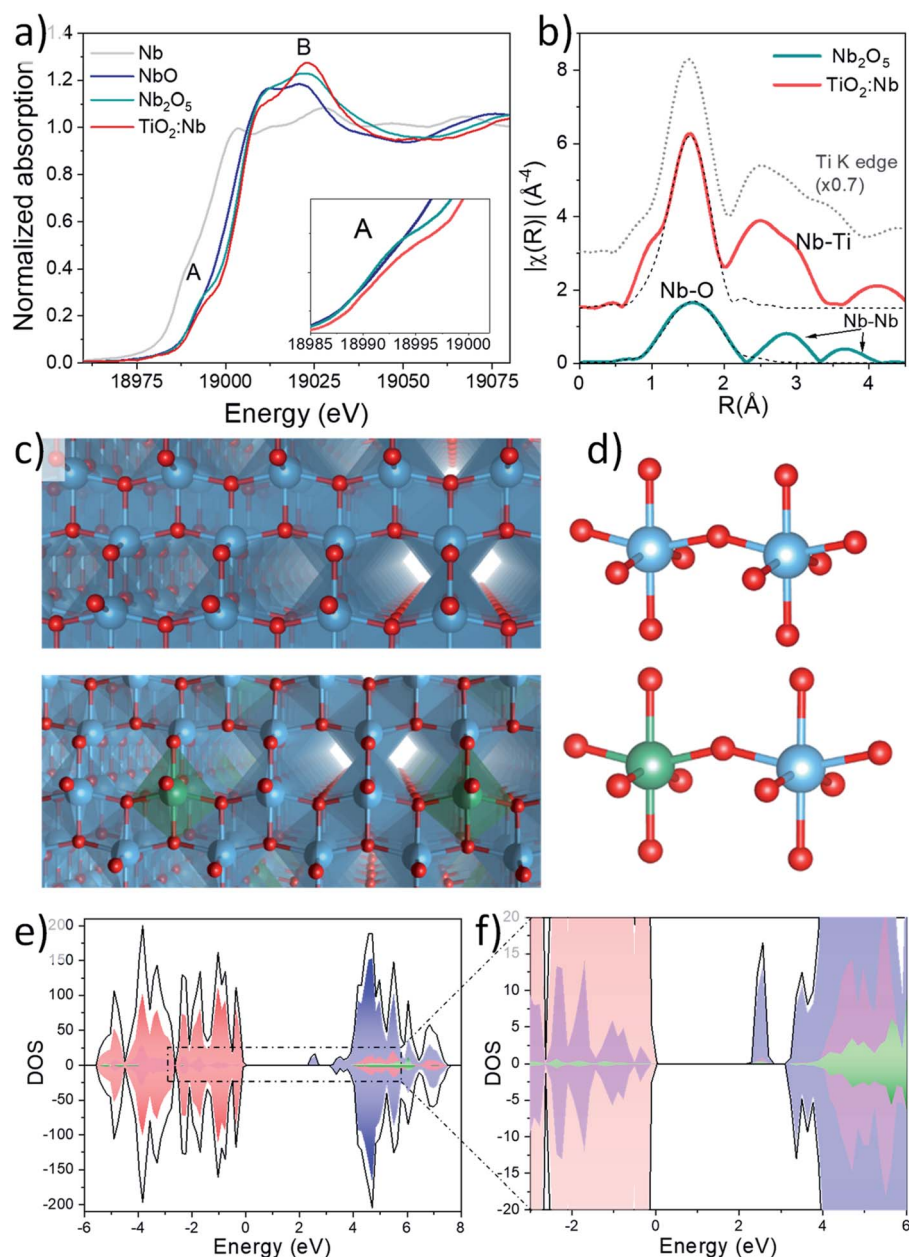 a)
Normalized absorption
1.4
1.2
1.0
0.8
0.6
0.4
0.2
0.0
Nb
NbO
Nb₂O₅
TiO₂:Nb
B
A
A
18985 18990 18995 19000
18975 19000 19025 19050 19080
Energy (eV)
b)
|χ(R)| (Å⁻⁴)
8
6
4
2
0
Nb₂O₅
TiO₂:Nb
Ti K edge
(x0.7)
Nb-Ti
Nb-O
Nb-Nb
0 1 2 3 4
R(Å)
c)
d)
e)
DOS
200
150
100
50
0
-50
-100
-150
-200
-6 -4 -2 0 2 4 6 8
Energy (eV)
f)
DOS
20
15
10
5
0
-5
-10
-15
-20
-2 0 2 4 6
Energy (eV)